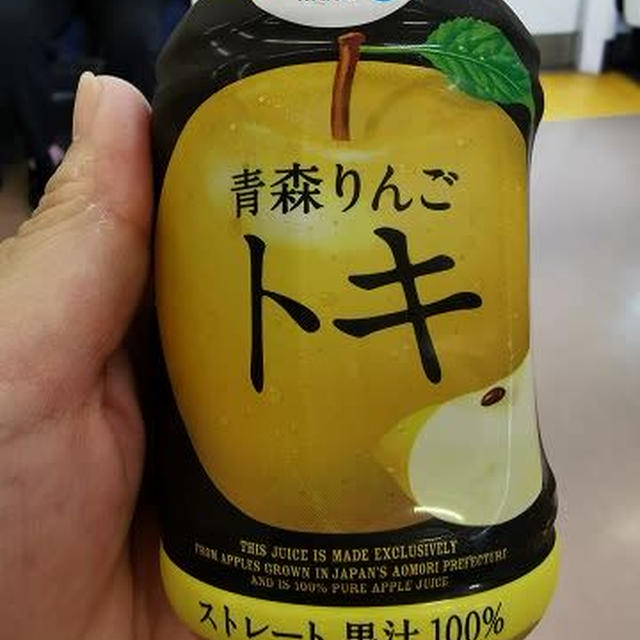 青森りんご
トキ
THIS JUICE IS MADE EXCLUSIVELY
FROM APPLES GROWN IN JAPAN'S AOMORI PREFECTURE
AND IS 100% PURE APPLE JUICE
ストレート 果汁100%